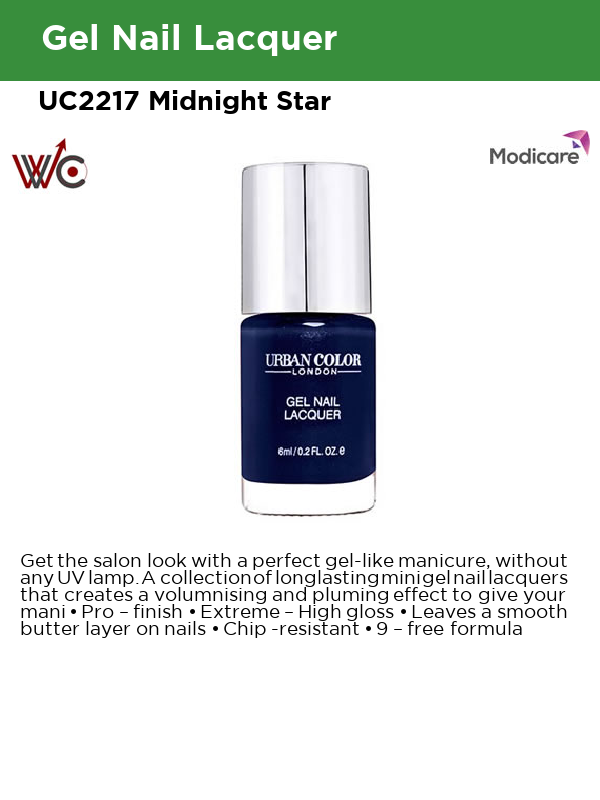 Gel Nail Lacquer
UC2217 Midnight Star
WC
Modicare
URBAN COLOR
LONDON
GEL NAIL
LACQUER
6ml/0.2 FL. OZ. e
Get the salon look with a perfect gel-like manicure, without
any UV lamp. A collection of longlasting mini gel nail lacquers
that creates a volumnising and pluming effect to give your
mani • Pro – finish • Extreme – High gloss • Leaves a smooth
butter layer on nails • Chip -resistant • 9 – free formula